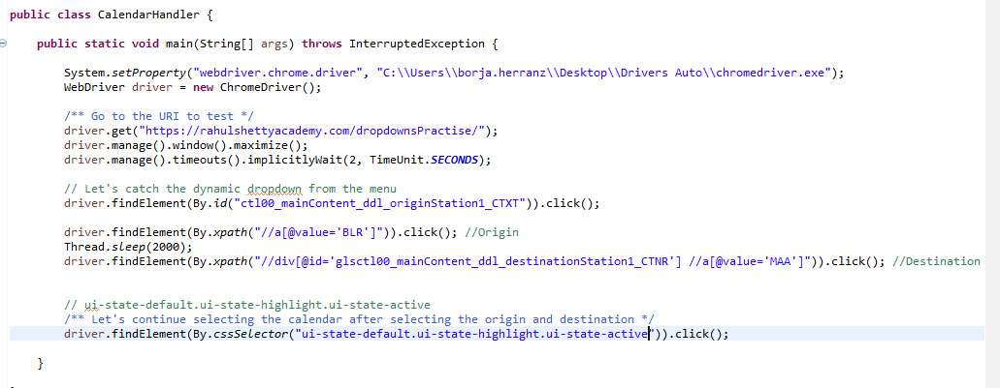 public class CalendarHandler {
public static void main(String[] args) throws InterruptedException {
System.setProperty("webdriver.chrome.driver", "C:\\Users\\borja.herranz\\Desktop\\Drivers Auto\\chromedriver.exe");
WebDriver driver = new ChromeDriver();
/** Go to the URI to test */
driver.get("https://rahulshettyacademy.com/dropdownsPractise/");
driver.manage().window().maximize();
driver.manage().timeouts().implicitlyWait(2, TimeUnit.SECONDS);
// Let's catch the dynamic dropdown from the menu
driver.findElement(By.id("ctl00_mainContent_ddl_originStation1_CTXT")).click();
driver.findElement(By.xpath("//a[@value='BLR']")).click(); //Origin
Thread.sleep(2000);
driver.findElement(By.xpath("//div[@id='glsctl00_mainContent_ddl_destinationStation1_CTNR'] //a[@value='MAA']")).click(); //Destination
// ui-state-default.ui-state-highlight.ui-state-active
/** Let's continue selecting the calendar after selecting the origin and destination */
driver.findElement(By.cssSelector("ui-state-default.ui-state-highlight.ui-state-active")).click();
}